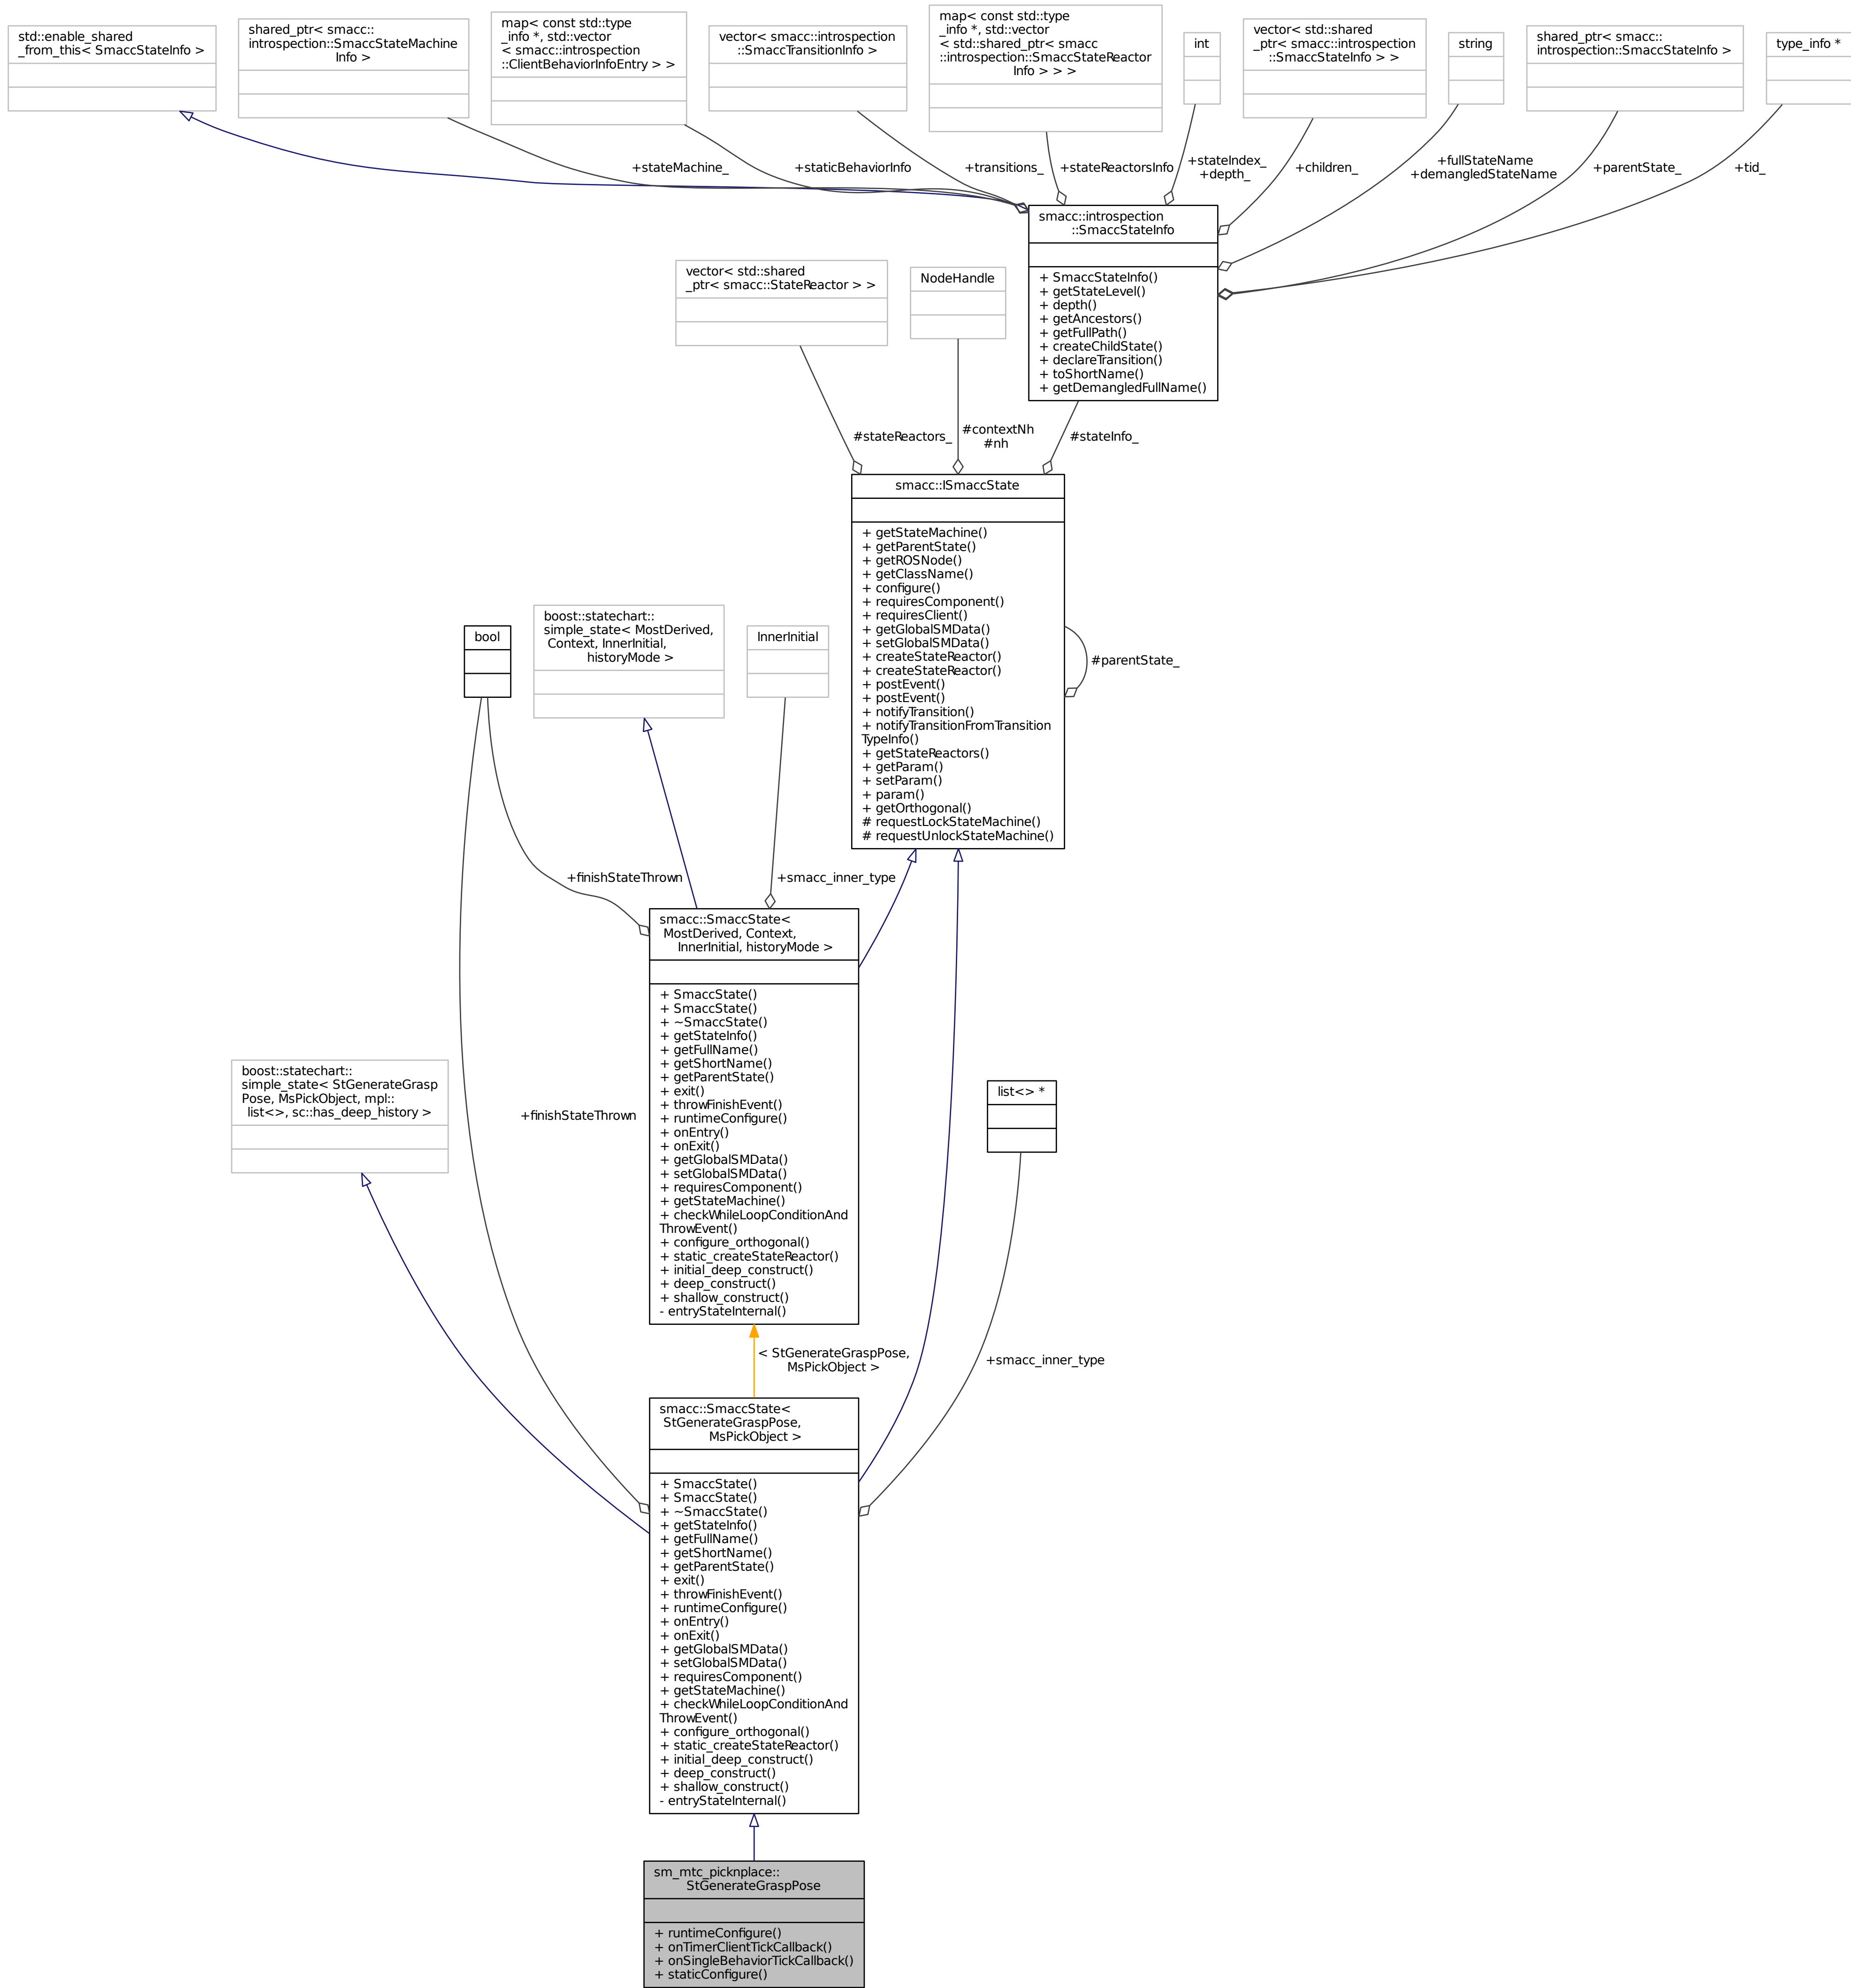 std::enable_shared
_from_this< SmaccStateInfo >
shared_ptr< smacc::
introspection::SmaccStateMachine
Info >
map< const std::type
_info *, std::vector
< smacc::introspection
::ClientBehaviorInfoEntry > >
vector< smacc::introspection
::SmaccTransitionInfo >
map< const std::type
_info *, std::vector
< std::shared_ptr< smacc
::introspection::SmaccStateReactor
Info > > >
int
vector< std::shared
_ptr< smacc::introspection
::SmaccStateInfo > >
string
shared_ptr< smacc::
introspection::SmaccStateInfo >
type_info *
+stateMachine_
+staticBehaviorInfo
+transitions_
+stateReactorsInfo
+stateIndex_
+depth_
+children_
+fullStateName
+demangledStateName
+parentState_
+tid_
smacc::introspection
::SmaccStateInfo
+ SmaccStateInfo()
+ getStateLevel()
+ depth()
+ getAncestors()
+ getFullPath()
+ createChildState()
+ declareTransition()
+ toShortName()
+ getDemangledFullName()
vector< std::shared
_ptr< smacc::StateReactor > >
NodeHandle
#stateReactors_
#contextNh
#nh
#stateInfo_
smacc::ISmaccState
+ getStateMachine()
+ getParentState()
+ getROSNode()
+ getClassName()
+ configure()
+ requiresComponent()
+ requiresClient()
+ getGlobalSMData()
+ setGlobalSMData()
+ createStateReactor()
+ createStateReactor()
+ postEvent()
+ postEvent()
+ notifyTransition()
+ notifyTransitionFromTransition
TypeInfo()
+ getStateReactors()
+ getParam()
+ setParam()
+ param()
+ getOrthogonal()
# requestLockStateMachine()
# requestUnlockStateMachine()
#parentState_
bool
boost::statechart::
simple_state< MostDerived,
Context, InnerInitial,
historyMode >
InnerInitial
+finishStateThrown
+smacc_inner_type
smacc::SmaccState<
MostDerived, Context,
InnerInitial, historyMode >
+ SmaccState()
+ SmaccState()
+ ~SmaccState()
+ getStateInfo()
+ getFullName()
+ getShortName()
+ getParentState()
+ exit()
+ throwFinishEvent()
+ runtimeConfigure()
+ onEntry()
+ onExit()
+ getGlobalSMData()
+ setGlobalSMData()
+ requiresComponent()
+ getStateMachine()
+ checkWhileLoopConditionAnd
ThrowEvent()
+ configure_orthogonal()
+ static_createStateReactor()
+ initial_deep_construct()
+ deep_construct()
+ shallow_construct()
- entryStateInternal()
boost::statechart::
simple_state< StGenerateGrasp
Pose, MsPickObject, mpl::
list<>, sc::has_deep_history >
+finishStateThrown
list<> *
< StGenerateGraspPose,
MsPickObject >
+smacc_inner_type
smacc::SmaccState<
StGenerateGraspPose,
MsPickObject >
+ SmaccState()
+ SmaccState()
+ ~SmaccState()
+ getStateInfo()
+ getFullName()
+ getShortName()
+ getParentState()
+ exit()
+ throwFinishEvent()
+ runtimeConfigure()
+ onEntry()
+ onExit()
+ getGlobalSMData()
+ setGlobalSMData()
+ requiresComponent()
+ getStateMachine()
+ checkWhileLoopConditionAnd
ThrowEvent()
+ configure_orthogonal()
+ static_createStateReactor()
+ initial_deep_construct()
+ deep_construct()
+ shallow_construct()
- entryStateInternal()
sm_mtc_picknplace::
StGenerateGraspPose
+ runtimeConfigure()
+ onTimerClientTickCallback()
+ onSingleBehaviorTickCallback()
+ staticConfigure()